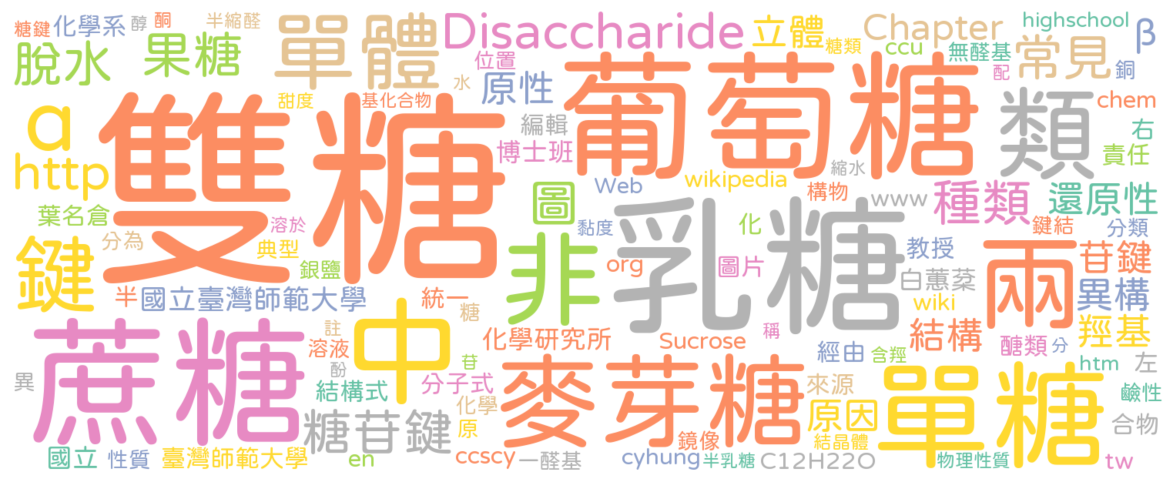 糖鍵
化學系
醇
酮
半縮醛
單體
Disaccharide
立體
糖類
Chapter
highschool
β
脫水
果糖
甜度
基化合物
水
位置
原性
ccu
無醛基
配
常見
銅
α
http
雙糖
編輯
博士班
葡萄糖
類
chem
右
責任
葉名倉
分為
溶於
典型
圖
Web
wikipedia
縮水
構物
www
種類
還原性
鍵
銀鹽
非
黏度
乳糖
化
圖片
org
教授
白蕙棻
wiki
鍵結
分類
兩
苷鍵
異構
半
國立臺灣師範大學
統一
糖
中
化學研究所
Sucrose
稱
經由
含羥
結構
醣類
分
羥基
左
htm
蔗糖
註
溶液
酚
異
結構式
苷
分子式
化學
原
麥芽糖
來源
原因
單糖
鹼性
合物
糖苷鍵
鏡像
結晶體
國立
性質
臺灣師範大學
en
ccscy
一醛基
cyhung
半乳糖
C12H22O
物理性質
tw